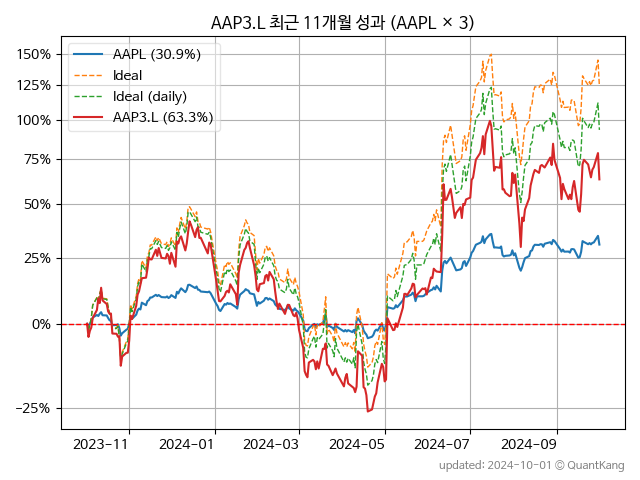 AAP3.L 최근 11개월 성과 (AAPL × 3)
150%
125%
100%
75%
50%
25%
0%
−25%
AAPL (30.9%)
Ideal
Ideal (daily)
AAP3.L (63.3%)
2023-11
2024-01
2024-03
2024-05
2024-07
2024-09
updated: 2024-10-01 © QuantKang